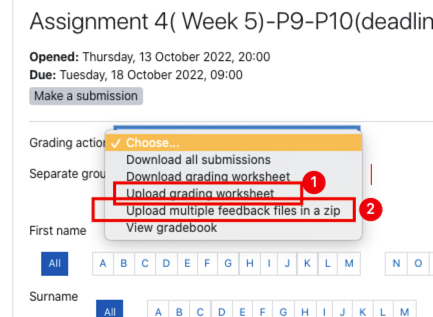 Assignment 4( Week 5)-P9-P10(deadlin
Opened: Thursday, 13 October 2022, 20:00
Due: Tuesday, 18 October 2022, 09:00
Make a submission
Grading action
✓ Choose...
Download all submissions
Download grading worksheet
Upload grading worksheet
1
Upload multiple feedback files in a zip
2
View gradebook
Separate grou
First name
All A B C D E F G H I J K L M N O
Surname
All A B C D E F G H I J K L M